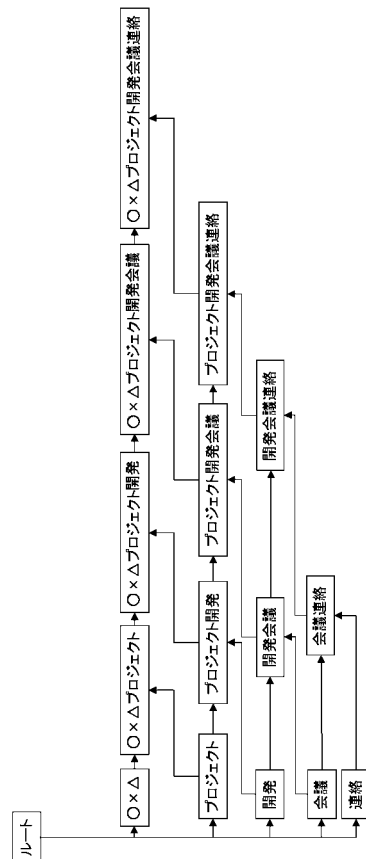 ルート
○×△
○×△プロジェクト
○×△プロジェクト開発
○×△プロジェクト開発会議
○×△プロジェクト開発会議連絡
プロジェクト
プロジェクト開発
プロジェクト開発会議
プロジェクト開発会議連絡
開発
開発会議
開発会議連絡
会議
会議連絡
連絡